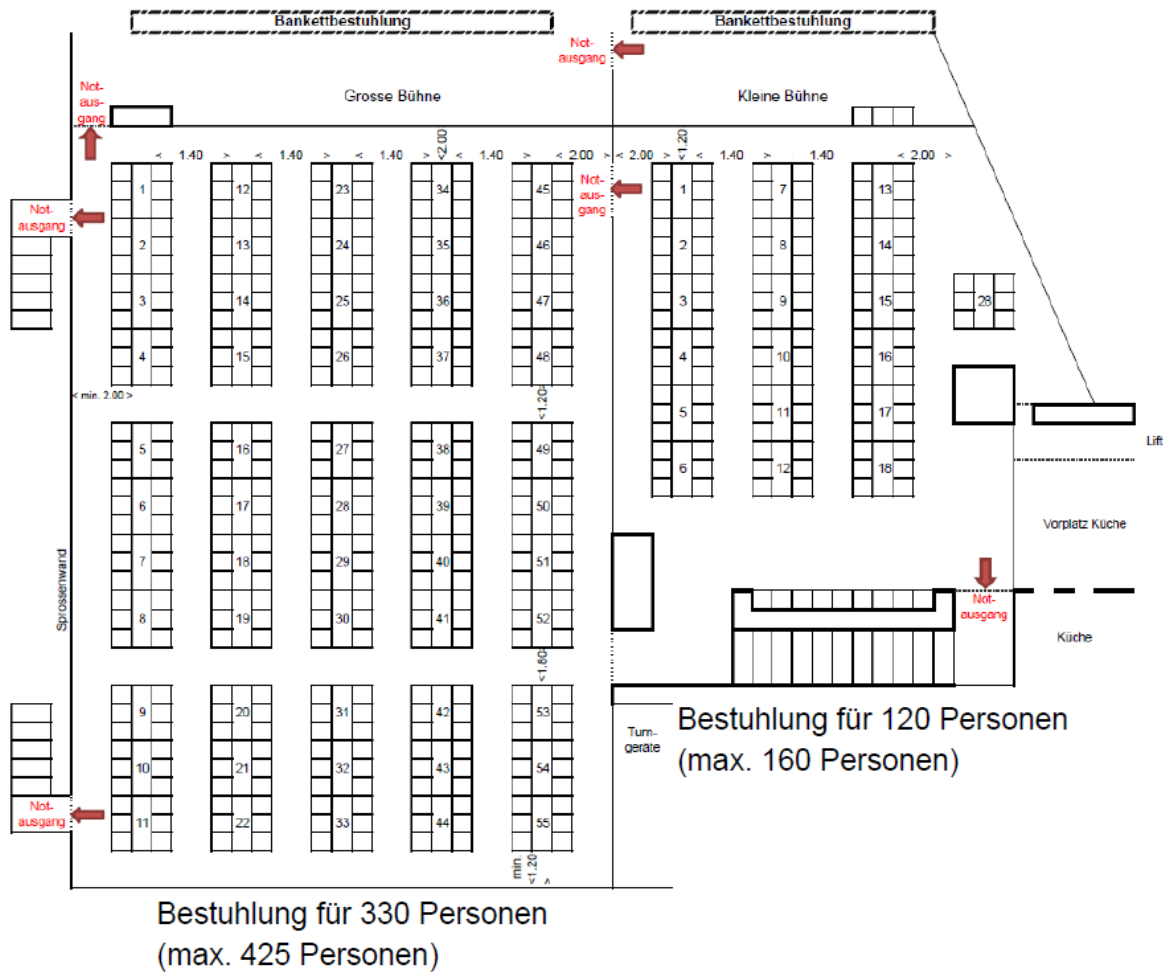 Bankettbestuhlung
Bankettbestuhlung
Not-
ausgang
Not-
aus-
gang
Grosse Bühne
Kleine Bühne
<2.00
<1.20
< 1.40 > < 1.40 > < 1.40 > < 1.40 > < 2.00 > < 2.00 > < 1.40 > 1.40 < 2.00 >
1 12 23 34 45
Not-
aus-
gang
1 7 13
Not-
ausgang
2 13 24 35 46
2 8 14
3 14 25 36 47
3 9 15 28
4 15 26 37 48
4 10 16
< min. 2.00 >
<1.20>
5 11 17
Lift
5 16 27 38 49
6 12 18
6 17 28 39 50
Vorplatz Küche
Sprossenwand
7 18 29 40 51
8 19 30 41 52
Not-
ausgang
Küche
<1.80>
9 20 31 42 53
Turn-
geräte
Bestuhlung für 120 Personen
(max. 160 Personen)
10 21 32 43 54
Not-
ausgang
11 22 33 44 55
min.
<1.20 >
Bestuhlung für 330 Personen
(max. 425 Personen)